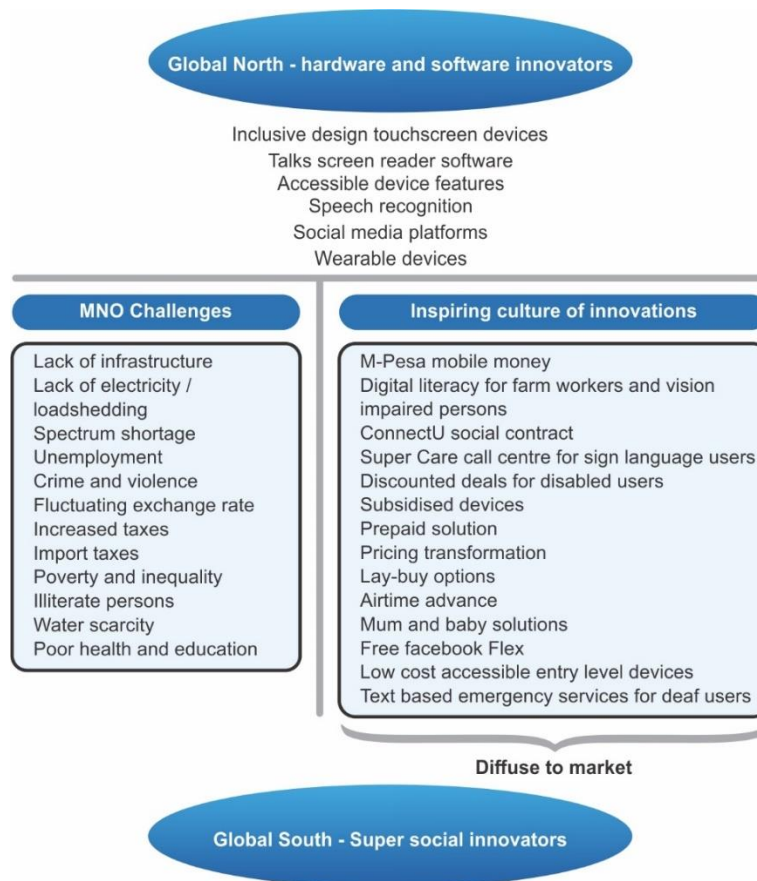 Global North - hardware and software innovators
Inclusive design touchscreen devices
Talks screen reader software
Accessible device features
Speech recognition
Social media platforms
Wearable devices
MNO Challenges
Lack of infrastructure
Lack of electricity /
loadshedding
Spectrum shortage
Unemployment
Crime and violence
Fluctuating exchange rate
Increased taxes
Import taxes
Poverty and inequality
Illiterate persons
Water scarcity
Poor health and education
Inspiring culture of innovations
M-Pesa mobile money
Digital literacy for farm workers and vision
impaired persons
ConnectU social contract
Super Care call centre for sign language users
Discounted deals for disabled users
Subsidised devices
Prepaid solution
Pricing transformation
Lay-buy options
Airtime advance
Mum and baby solutions
Free facebook Flex
Low cost accessible entry level devices
Text based emergency services for deaf users
Diffuse to market
Global South - Super social innovators